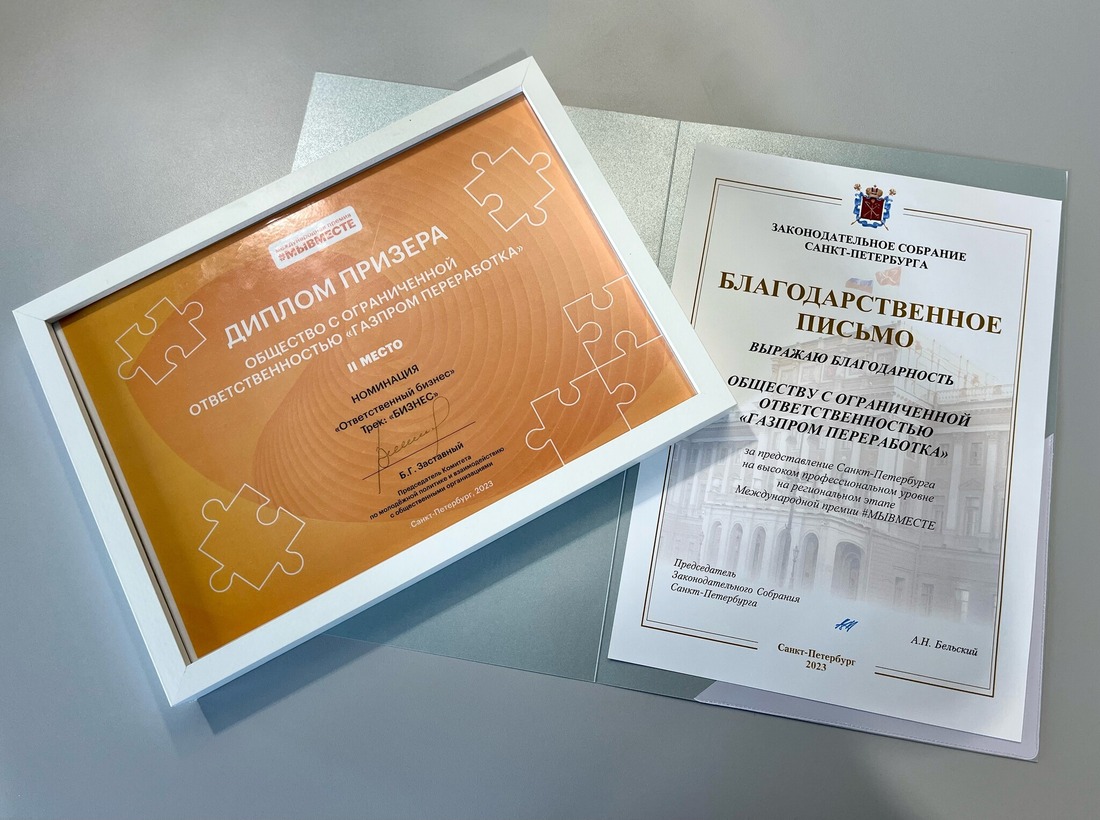 МЕЖДУНАРОДНАЯ ПРЕМИЯ
#МЫВМЕСТЕ
ДИПЛОМ ПРИЗЕРА
ОБЩЕСТВО С ОГРАНИЧЕННОЙ
ОТВЕТСТВЕННОСТЬЮ «ГАЗПРОМ ПЕРЕРАБОТКА»
II МЕСТО
НОМИНАЦИЯ
«Ответственный бизнес»
Трек: «БИЗНЕС»
Б.Г. Заставный
Председатель Комитета
по молодёжной политике и взаимодействию
с общественными организациями
Санкт-Петербург, 2023
ЗАКОНОДАТЕЛЬНОЕ СОБРАНИЕ
САНКТ-ПЕТЕРБУРГА
БЛАГОДАРСТВЕННОЕ
ПИСЬМО
ВЫРАЖАЮ БЛАГОДАРНОСТЬ
ОБЩЕСТВУ С ОГРАНИЧЕННОЙ
ОТВЕТСТВЕННОСТЬЮ
«ГАЗПРОМ ПЕРЕРАБОТКА»
за представление Санкт-Петербурга
на высоком профессиональном уровне
на региональном этапе
Международной премии #МЫВМЕСТЕ
Председатель
Законодательного Собрания
Санкт-Петербурга
А.Н. Бельский
Санкт-Петербург
2023